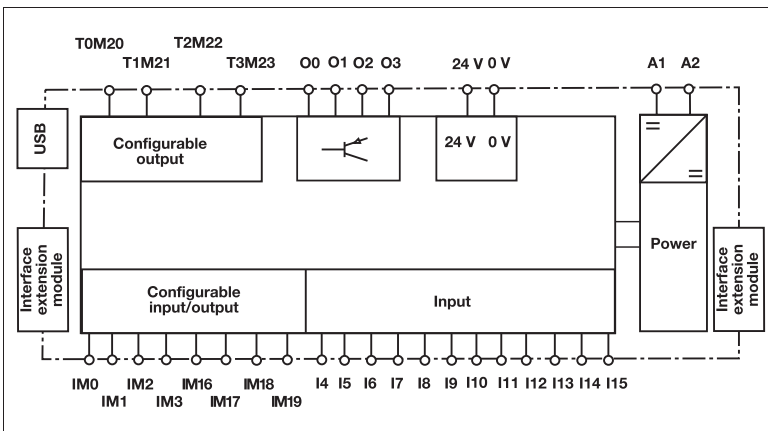 T0M20
T2M22
T1M21
T3M23
O0
O1
O2
O3
24 V 0 V
A1
A2
USB
Configurable
output
24 V 0 V
Interface
extension
module
Power
Interface
extension
module
Configurable
input/output
Input
IM0
IM2
IM16
IM18
I4
I5
I6
I7
I8
I9
I10
I11
I12
I13
I14
I15
IM1
IM3
IM17
IM19